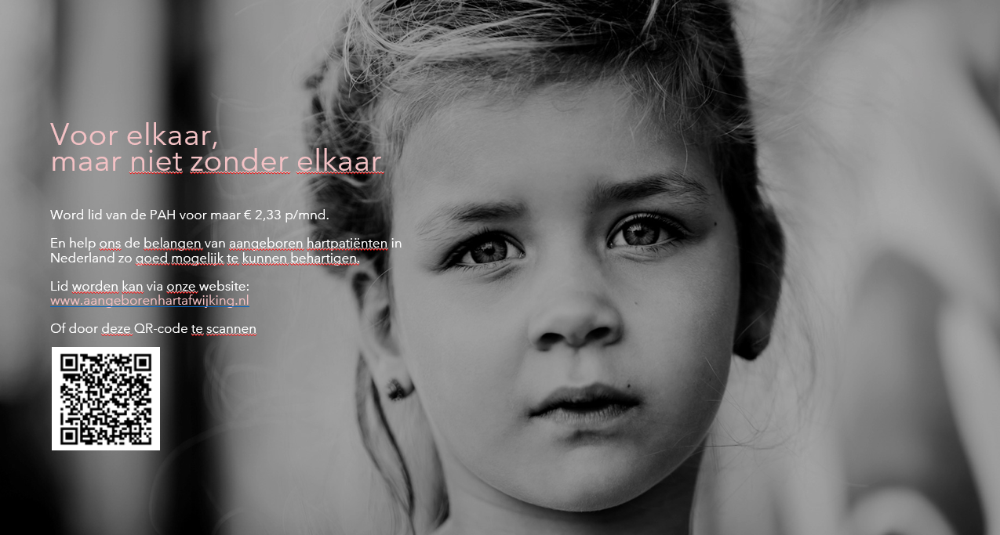 Voor elkaar,
maar niet zonder elkaar
Word lid van de PAH voor maar € 2,33 p/mnd.
En help ons de belangen van aangeboren hartpatiënten in
Nederland zo goed mogelijk te kunnen behartigen.
Lid worden kan via onze website:
www.aangeborenhartafwijking.nl
Of door deze QR-code te scannen